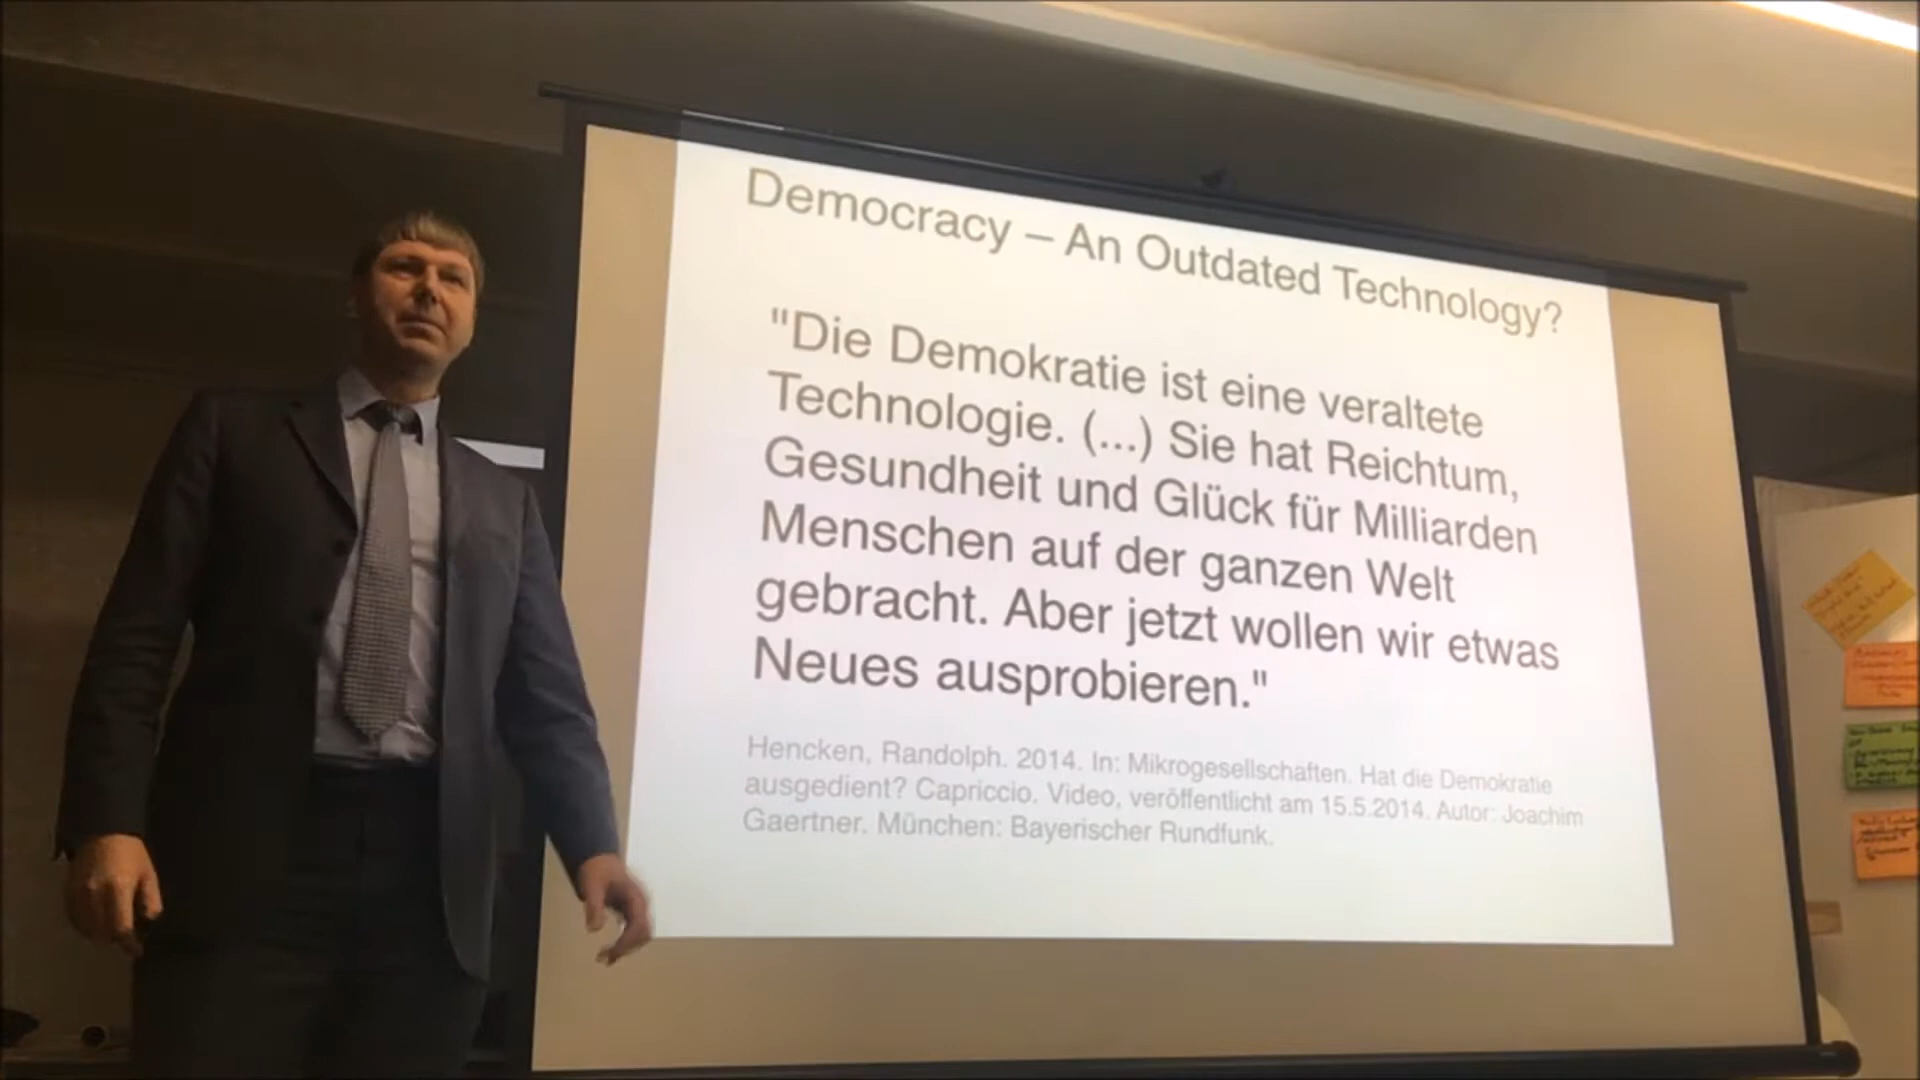 Democracy – An Outdated Technology?
"Die Demokratie ist eine veraltete
Technologie. (...) Sie hat Reichtum,
Gesundheit und Glück für Milliarden
Menschen auf der ganzen Welt
gebracht. Aber jetzt wollen wir etwas
Neues ausprobieren."
Hencken, Randolph. 2014. In: Mikrogesellschaften. Hat die Demokratie
ausgedient? Capriccio. Video, veröffentlicht am 15.5.2014. Autor: Joachim
Gaertner. München: Bayerischer Rundfunk.